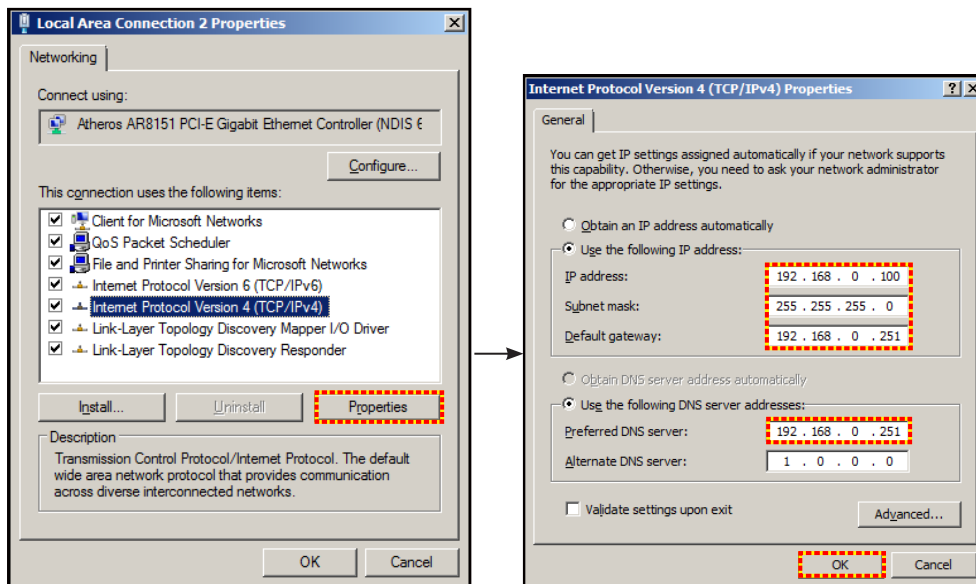 Local Area Connection 2 Properties
Networking
Connect using:
Atheros AR8151 PCI-E Gigabit Ethernet Controller (NDIS 6
Configure...
This connection uses the following items:
Client for Microsoft Networks
QoS Packet Scheduler
File and Printer Sharing for Microsoft Networks
Internet Protocol Version 6 (TCP/IPv6)
Internet Protocol Version 4 (TCP/IPv4)
Link-Layer Topology Discovery Mapper I/O Driver
Link-Layer Topology Discovery Responder
Install...
Uninstall
Properties
Description
Transmission Control Protocol/Internet Protocol. The default
wide area network protocol that provides communication
across diverse interconnected networks.
OK
Cancel
Internet Protocol Version 4 (TCP/IPv4) Properties
General
You can get IP settings assigned automatically if your network supports
this capability. Otherwise, you need to ask your network administrator
for the appropriate IP settings.
Obtain an IP address automatically
Use the following IP address:
IP address: 192 . 168 . 0 . 100
Subnet mask: 255 . 255 . 255 . 0
Default gateway: 192 . 168 . 0 . 251
Obtain DNS server address automatically
Use the following DNS server addresses:
Preferred DNS server: 192 . 168 . 0 . 251
Alternate DNS server: 1 . 0 . 0 . 0
Validate settings upon exit
Advanced...
OK
Cancel